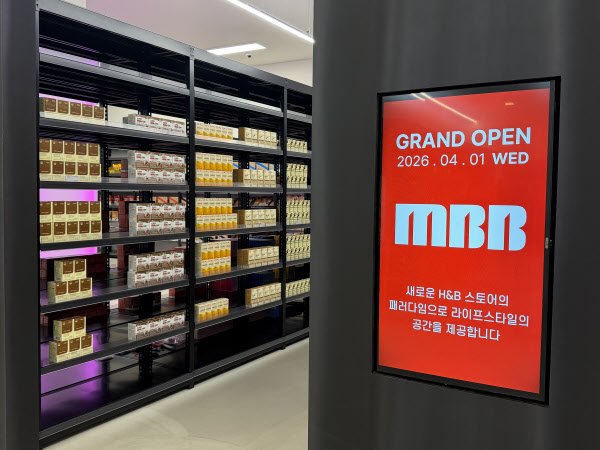 GRAND OPEN
2026 . 04 . 01 WED
MBB
새로운 H&B 스토어의
패러다임으로 라이프스타일의
공간을 제공합니다